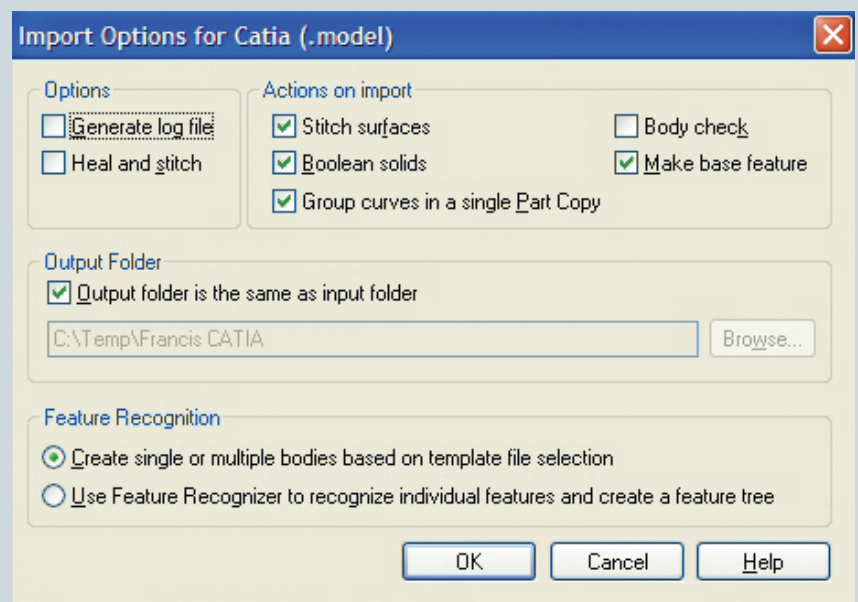 Import Options for Catia (.model)
Options
Generate log file
Heal and stitch
Actions on import
Stitch surfaces
Body check
Boolean solids
Make base feature
Group curves in a single Part Copy
Output Folder
Output folder is the same as input folder
C:\Temp\Francis CATIA
Browse...
Feature Recognition
Create single or multiple bodies based on template file selection
Use Feature Recognizer to recognize individual features and create a feature tree
OK
Cancel
Help